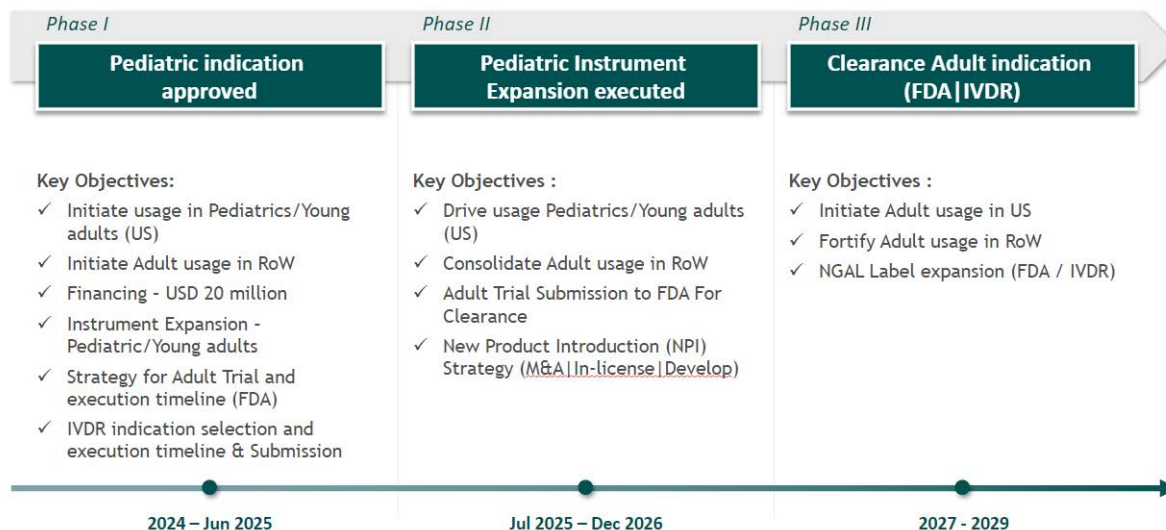 Phase I
Pediatric indication
approved
Key Objectives:
✓ Initiate usage in Pediatrics/Young
adults (US)
✓ Initiate Adult usage in RoW
✓ Financing – USD 20 million
✓ Instrument Expansion –
Pediatric/Young adults
✓ Strategy for Adult Trial and
execution timeline (FDA)
✓ IVDR indication selection and
execution timeline & Submission
2024 – Jun 2025
Phase II
Pediatric Instrument
Expansion executed
Key Objectives :
✓ Drive usage Pediatrics/Young adults
(US)
✓ Consolidate Adult usage in RoW
✓ Adult Trial Submission to FDA For
Clearance
✓ New Product Introduction (NPI)
Strategy (M&A|In-license|Develop)
Jul 2025 – Dec 2026
Phase III
Clearance Adult indication
(FDA|IVDR)
Key Objectives :
✓ Initiate Adult usage in US
✓ Fortify Adult usage in RoW
✓ NGAL Label expansion (FDA / IVDR)
2027 - 2029